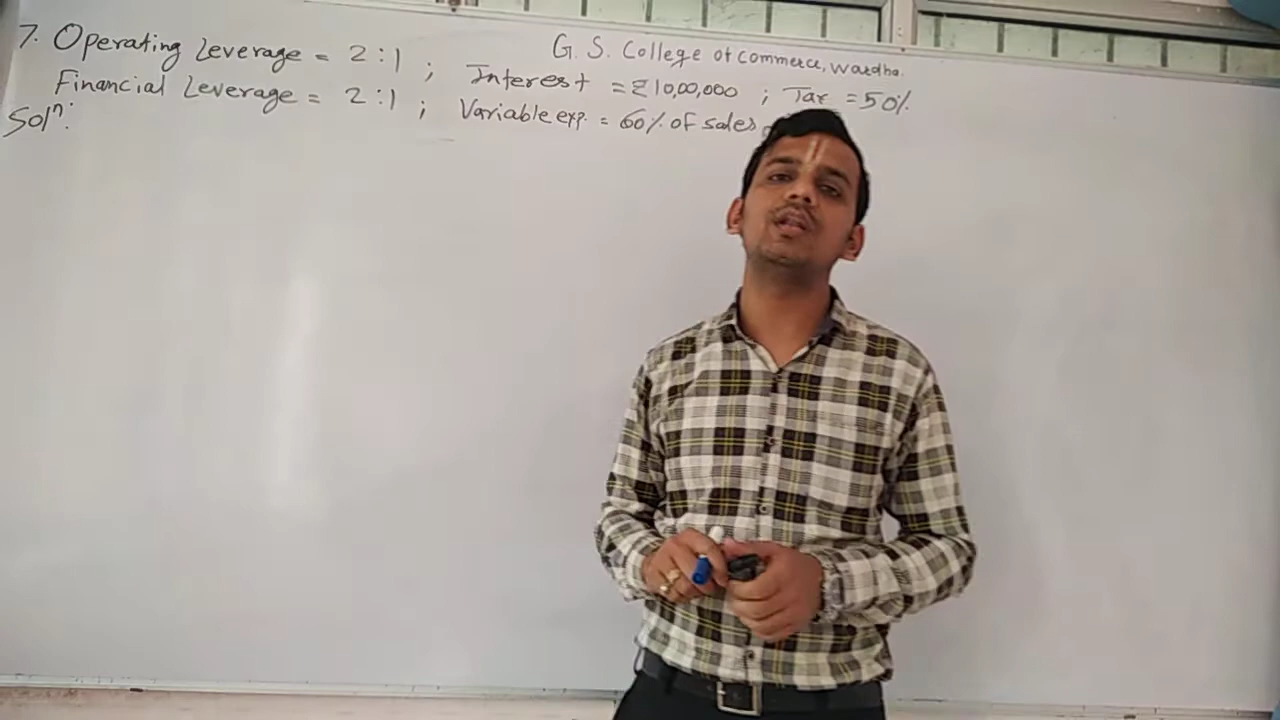 7. Operating Leverage = 2:1 ; Interest = ₹10,00,000 ; Tax = 50%
G. S. College of commerce, wardha.
Financial Leverage = 2:1 ; Variable exp. = 60% of sales
Solⁿ: